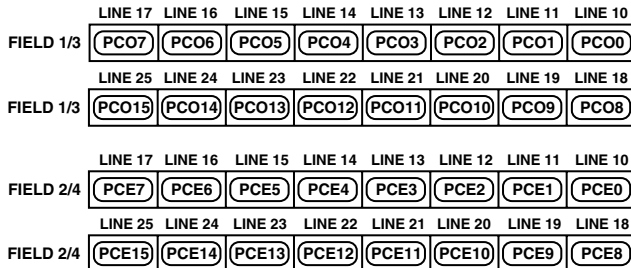 LINE 17 LINE 16 LINE 15 LINE 14 LINE 13 LINE 12 LINE 11 LINE 10
FIELD 1/3 PCO7 PCO6 PCO5 PCO4 PCO3 PCO2 PCO1 PCO0
LINE 25 LINE 24 LINE 23 LINE 22 LINE 21 LINE 20 LINE 19 LINE 18
FIELD 1/3 PCO15 PCO14 PCO13 PCO12 PCO11 PCO10 PCO9 PCO8
LINE 17 LINE 16 LINE 15 LINE 14 LINE 13 LINE 12 LINE 11 LINE 10
FIELD 2/4 PCE7 PCE6 PCE5 PCE4 PCE3 PCE2 PCE1 PCE0
LINE 25 LINE 24 LINE 23 LINE 22 LINE 21 LINE 20 LINE 19 LINE 18
FIELD 2/4 PCE15 PCE14 PCE13 PCE12 PCE11 PCE10 PCE9 PCE8